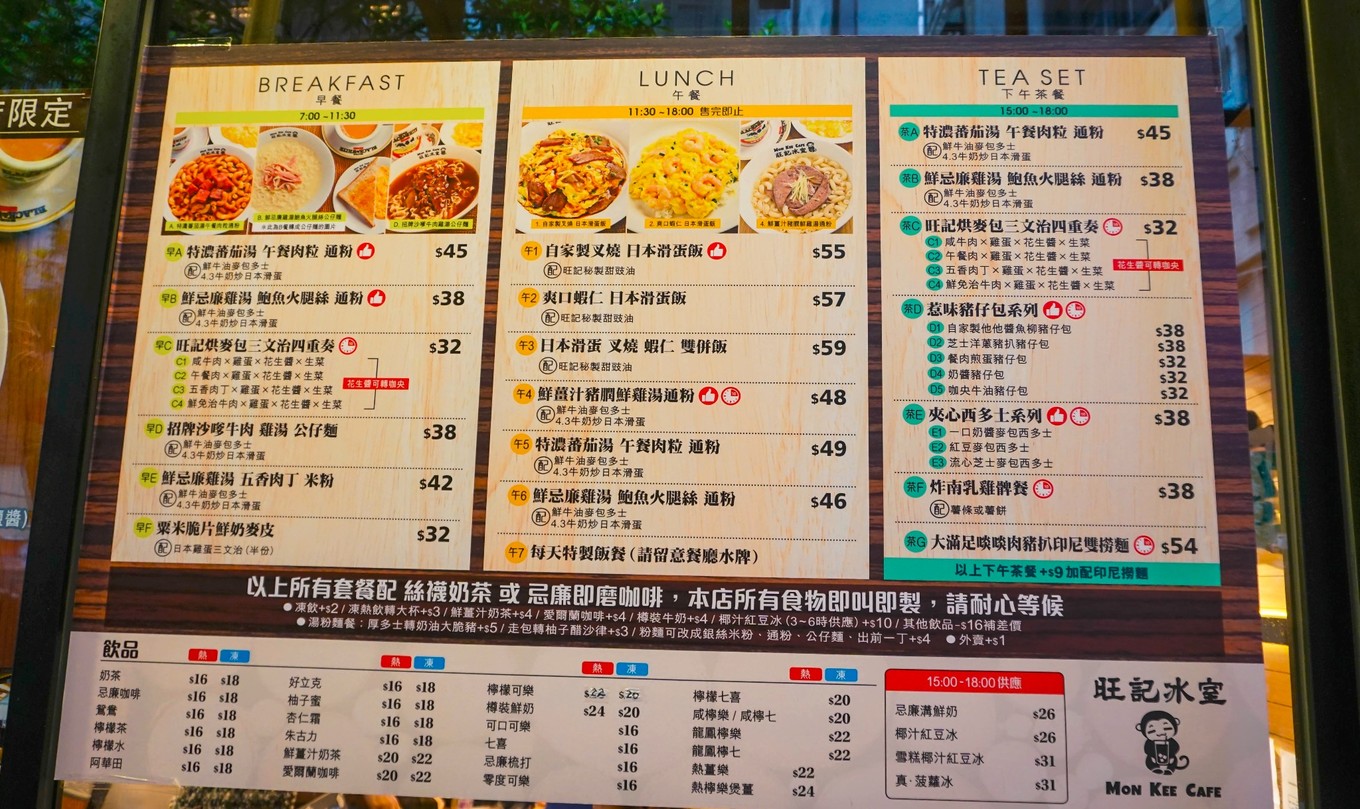 店限定
BREAKFAST
早餐
7:00 -11:30
早A 特濃蕃茄湯 午餐肉粒 通粉 $45
配 鮮牛油麥包多士
4.3牛奶炒日本滑蛋
早B 鮮忌廉雞湯 鮑魚火腿絲 通粉 $38
配 鮮牛油麥包多士
4.3牛奶炒日本滑蛋
早C 旺記烘麥包三文治四重奏 $32
C1 咸牛肉×雞蛋×花生醬×生菜
C2 午餐肉×雞蛋×花生醬×生菜
C3 五香肉丁×雞蛋×花生醬×生菜
C4 鮮免治牛肉×雞蛋×花生醬×生菜
花生醬可轉咖央
早D 招牌沙嗲牛肉 雞湯 公仔麵 $38
配 鮮牛油麥包多士
4.3牛奶炒日本滑蛋
早E 鮮忌廉雞湯 五香肉丁 米粉 $42
配 鮮牛油麥包多士
4.3牛奶炒日本滑蛋
早F 粟米脆片鮮奶麥皮 $32
配 日本雞蛋三文治(半份)
LUNCH
午餐
11:30 -18:00 售完即止
1. 自家製叉燒 日本滑蛋飯
2. 爽口蝦仁 日本滑蛋飯
4. 鮮薑汁豬膶鮮雞湯通粉
午1 自家製叉燒 日本滑蛋飯 $55
配 旺記秘製甜豉油
午2 爽口蝦仁 日本滑蛋飯 $57
配 旺記秘製甜豉油
午3 日本滑蛋 叉燒 蝦仁 雙併飯 $59
配 旺記秘製甜豉油
午4 鮮薑汁豬膶鮮雞湯通粉 $48
配 鮮牛油麥包多士
4.3牛奶炒日本滑蛋
午5 特濃蕃茄湯 午餐肉粒 通粉 $49
配 鮮牛油麥包多士
4.3牛奶炒日本滑蛋
午6 鮮忌廉雞湯 鮑魚火腿絲 通粉 $46
配 鮮牛油麥包多士
4.3牛奶炒日本滑蛋
午7 每天特製飯餐(請留意餐廳水牌)
TEA SET
下午茶餐
15:00 -18:00
茶A 特濃蕃茄湯 午餐肉粒 通粉 $45
配 鮮牛油麥包多士
4.3牛奶炒日本滑蛋
茶B 鮮忌廉雞湯 鮑魚火腿絲 通粉 $38
配 鮮牛油麥包多士
4.3牛奶炒日本滑蛋
茶C 旺記烘麥包三文治四重奏 $32
C1 咸牛肉×雞蛋×花生醬×生菜
C2 午餐肉×雞蛋×花生醬×生菜
C3 五香肉丁×雞蛋×花生醬×生菜
C4 鮮免治牛肉×雞蛋×花生醬×生菜
花生醬可轉咖央
茶D 惹味豬仔包系列
D1 自家製他他醬魚柳豬仔包 $38
D2 芝士洋蔥豬扒豬仔包 $38
D3 餐肉煎蛋豬仔包 $32
D4 奶醬豬仔包 $32
D5 咖央牛油豬仔包 $32
茶E 夾心西多士系列 $38
E1 一口奶醬麥包西多士
E2 紅豆麥包西多士
E3 流心芝士麥包西多士
茶F 炸南乳雞髀餐 $38
配 薯條或薯餅
茶G 大滿足啖啖肉豬扒印尼雙撈麵 $54
以上下午茶餐+$9加配印尼撈麵
以上所有套餐配 絲襪奶茶 或 忌廉即磨咖啡,本店所有食物即叫即製,請耐心等候
●凍飲+$2 / 凍熱飲轉大杯+$3 / 鮮薑汁奶茶+$4 / 愛爾蘭咖啡+$4 / 樽裝牛奶+$4 / 椰汁紅豆冰 (3~6時供應) +$10 / 其他飲品-$16補差價
●湯粉麵餐:厚多士轉奶油大脆豬+$5 / 走包轉柚子醋沙律+$3 / 粉麵可改成銀絲米粉、通粉、公仔麵、出前一丁+$4 ●外賣+$1
飲品
熱 凍
奶茶 $16 $18
忌廉咖啡 $16 $18
鴛鴦 $16 $18
檸檬茶 $16 $18
檸檬水 $16 $18
阿華田 $16 $18
熱 凍
好立克 $16 $18
柚子蜜 $16 $18
杏仁霜 $16 $18
朱古力 $16 $18
鮮薑汁奶茶 $20 $22
愛爾蘭咖啡 $20 $22
熱 凍
檸檬可樂 $22 $20
樽裝鮮奶 $24 $20
可口可樂 $16
七喜 $16
忌廉梳打 $16
零度可樂 $16
熱 凍
檸檬七喜 $20
咸檸樂 / 咸檸七 $20
龍鳳檸樂 $22
龍鳳檸七 $22
熱薑樂 $22
熱檸樂煲薑 $24
15:00 -18:00供應
忌廉溝鮮奶 $26
椰汁紅豆冰 $26
雪糕椰汁紅豆冰 $31
真·菠蘿冰 $31
旺記冰室
MON KEE CAFE